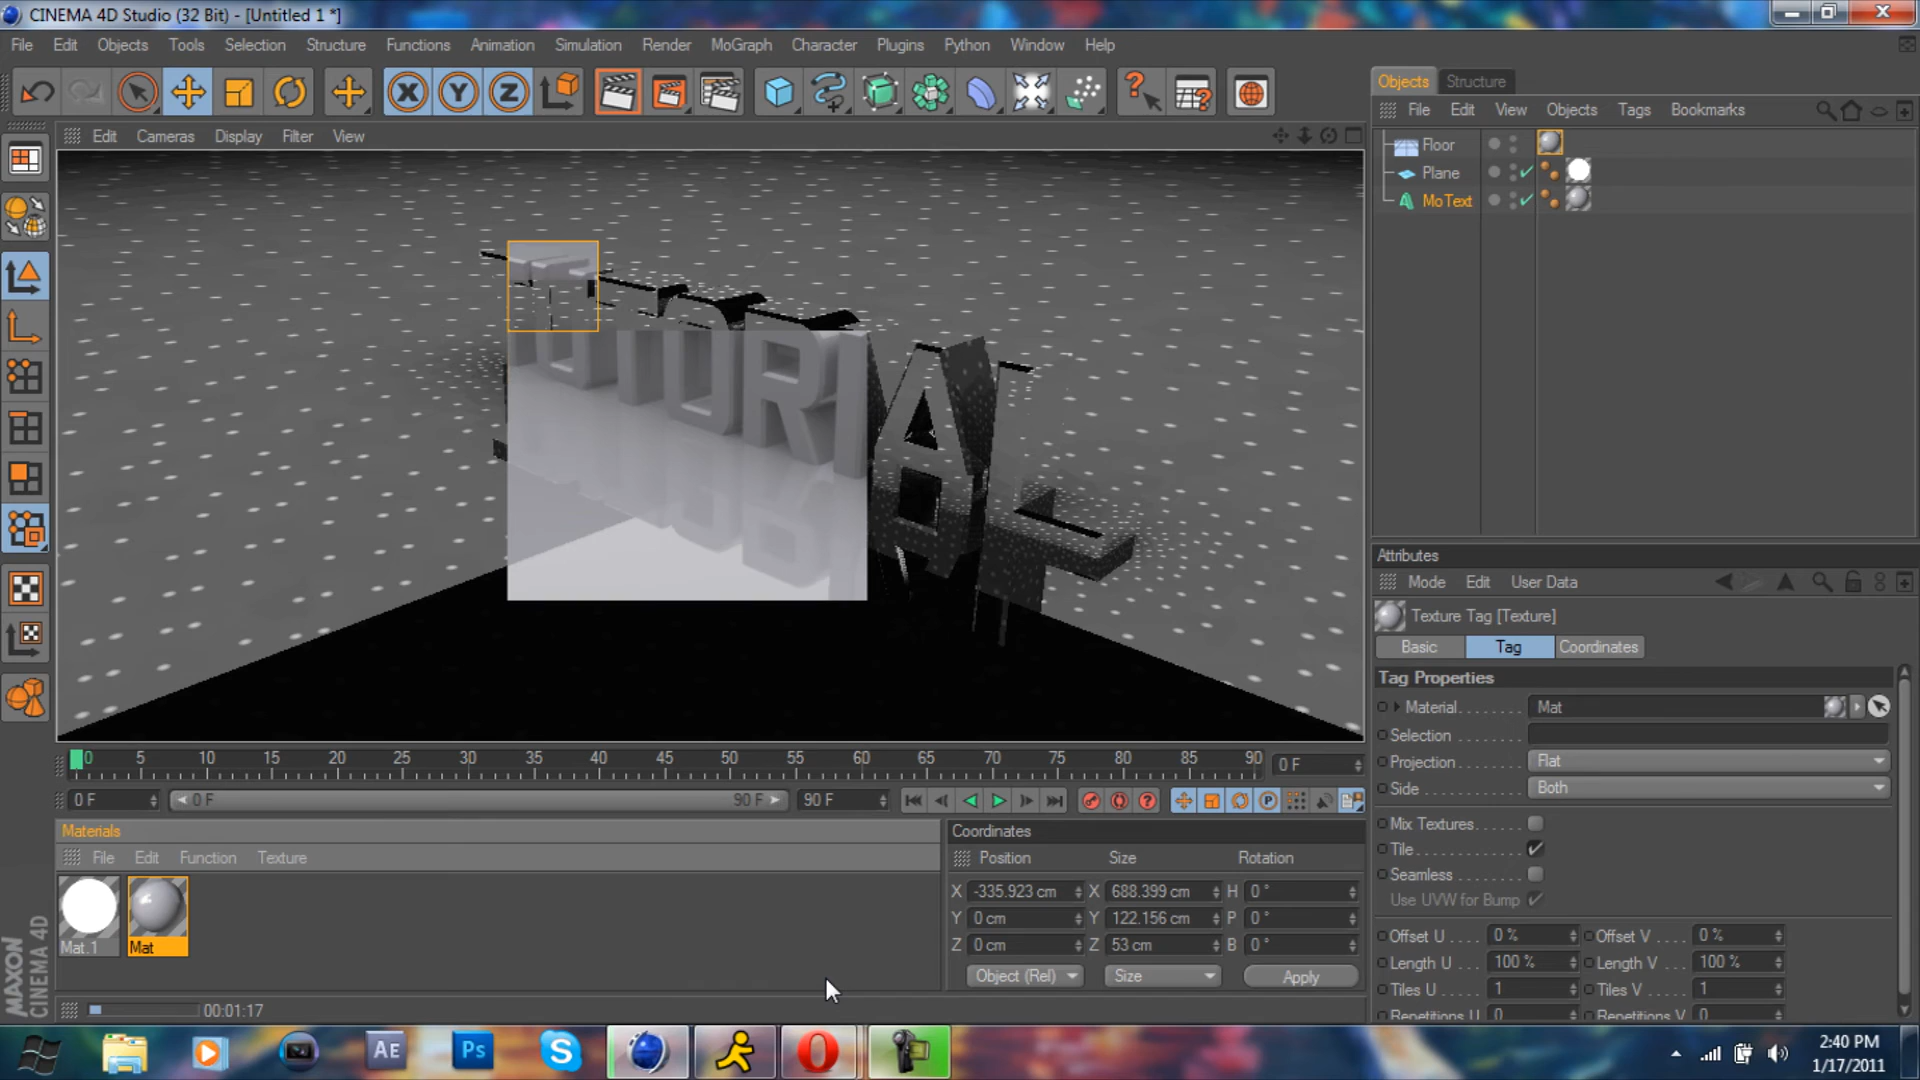 CINEMA 4D Studio (32 Bit) - [Untitled 1 *]
File Edit Objects Tools Selection Structure Functions Animation Simulation Render MoGraph Character Plugins Python Window Help
X Y Z
Objects Structure
File Edit View Objects Tags Bookmarks
Edit Cameras Display Filter View
Floor
Plane
MoText
TUTORIAL
Attributes
Mode Edit User Data
Texture Tag [Texture]
Basic Tag Coordinates
Tag Properties
Material........ Mat
Selection
Projection Flat
Side Both
Mix Textures
Tile
Seamless
Use UVW for Bump
Offset U 0 % Offset V 0 %
Length U 100 % Length V 100 %
Tiles U 1 Tiles V 1
Repetitions U 0 Repetitions V 0
0 5 10 15 20 25 30 35 40 45 50 55 60 65 70 75 80 85 90 0 F
0 F 0 F 90 F 90 F
Materials
File Edit Function Texture
Mat.1 Mat
Coordinates
Position Size Rotation
X -335.923 cm X 688.399 cm H 0 °
Y 0 cm Y 122.156 cm P 0 °
Z 0 cm Z 53 cm B 0 °
Object (Rel) Size Apply
MAXON
CINEMA 4D
00:01:17
AE Ps S
2:40 PM
1/17/2011